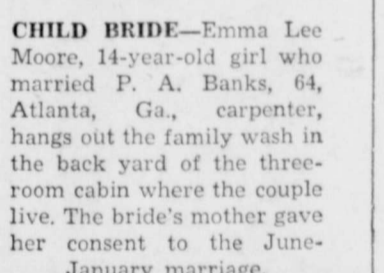 CHILD BRIDE—Emma Lee
Moore, 14-year-old girl who
married P. A. Banks, 64,
Atlanta, Ga., carpenter,
hangs out the family wash in
the back yard of the three-
room cabin where the couple
live. The bride's mother gave
her consent to the June-
January marriage.